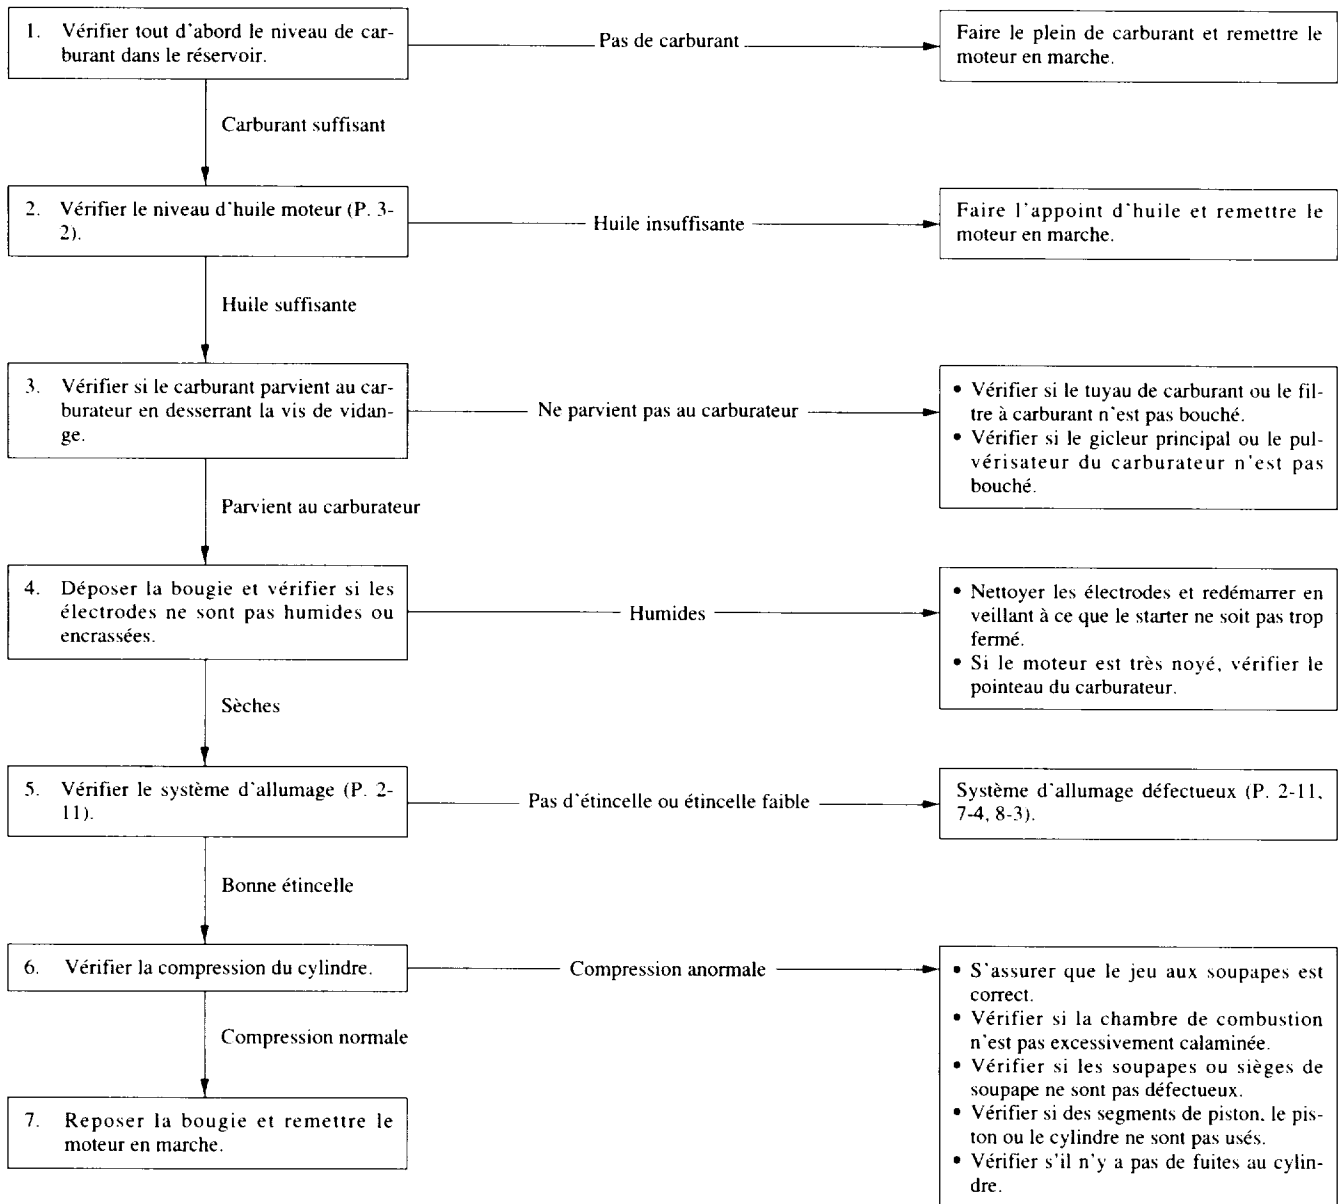 1. Vérifier tout d'abord le niveau de car-
burant dans le réservoir.
Pas de carburant
Faire le plein de carburant et remettre le
moteur en marche.
Carburant suffisant
2. Vérifier le niveau d'huile moteur (P. 3-
2).
Huile insuffisante
Faire l'appoint d'huile et remettre le
moteur en marche.
Huile suffisante
3. Vérifier si le carburant parvient au car-
burateur en desserrant la vis de vidan-
ge.
Ne parvient pas au carburateur
• Vérifier si le tuyau de carburant ou le fil-
tre à carburant n'est pas bouché.
• Vérifier si le gicleur principal ou le pul-
vérisateur du carburateur n'est pas
bouché.
Parvient au carburateur
4. Déposer la bougie et vérifier si les
électrodes ne sont pas humides ou
encrassées.
Humides
• Nettoyer les électrodes et redémarrer en
veillant à ce que le starter ne soit pas trop
fermé.
• Si le moteur est très noyé, vérifier le
pointeau du carburateur.
Sèches
5. Vérifier le système d'allumage (P. 2-
11).
Pas d'étincelle ou étincelle faible
Système d'allumage défectueux (P. 2-11,
7-4, 8-3).
Bonne étincelle
6. Vérifier la compression du cylindre.
Compression anormale
• S'assurer que le jeu aux soupapes est
correct.
• Vérifier si la chambre de combustion
n'est pas excessivement calaminée.
• Vérifier si les soupapes ou sièges de
soupape ne sont pas défectueux.
• Vérifier si des segments de piston, le pis-
ton ou le cylindre ne sont pas usés.
• Vérifier s'il n'y a pas de fuites au cylin-
dre.
Compression normale
7. Reposer la bougie et remettre le
moteur en marche.